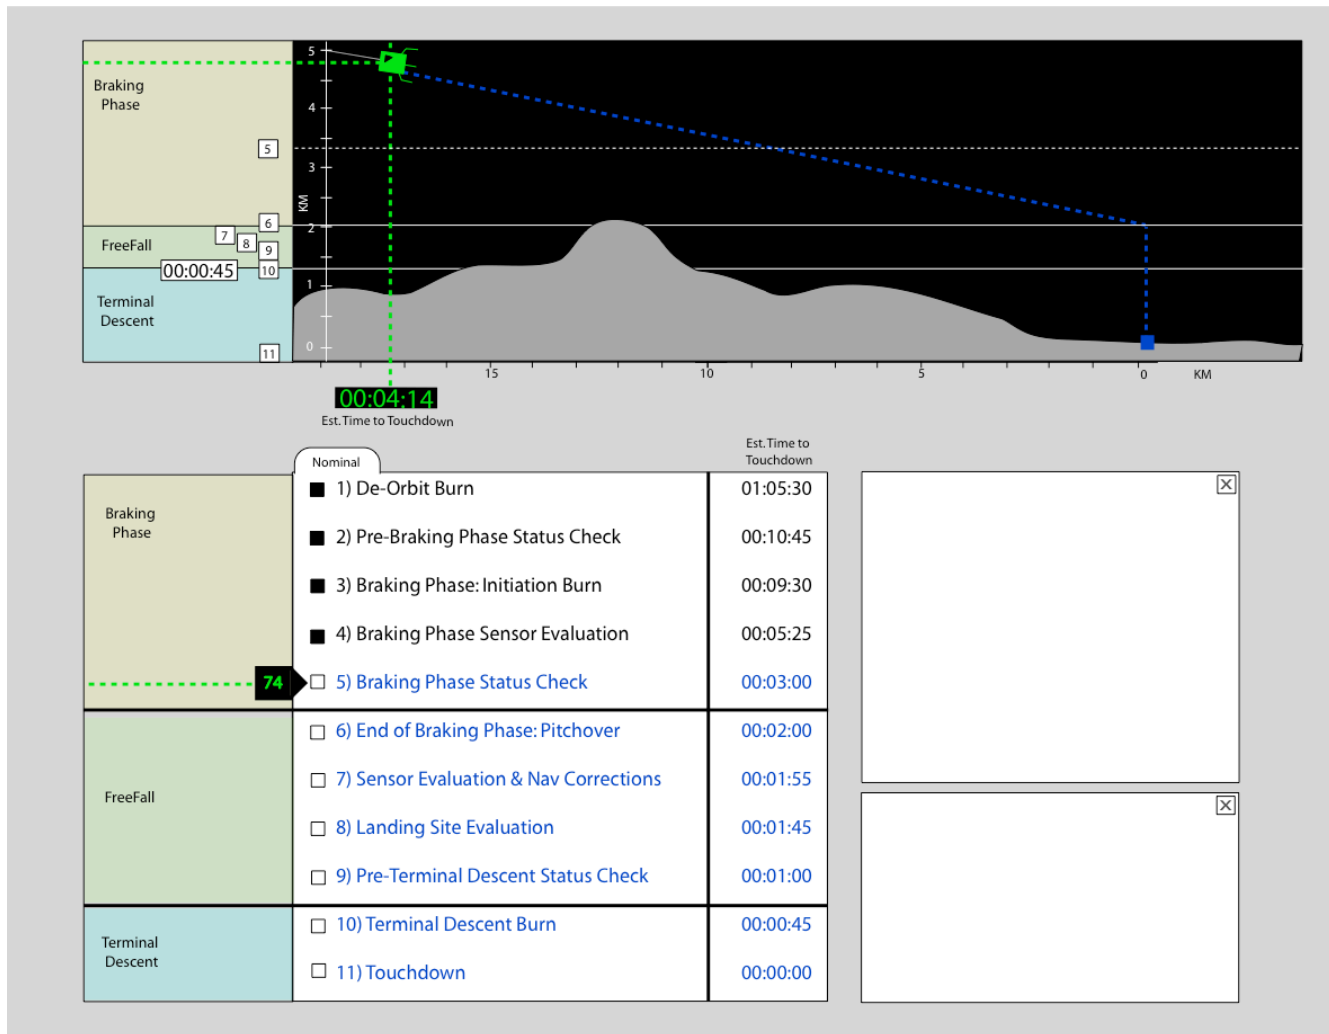 Braking
Phase
5
4
3
KM
2
1
0
5
6
7
8
9
FreeFall
00:00:45
10
Terminal
Descent
11
15
10
5
0
KM
00:04:14
Est. Time to Touchdown
Est. Time to
Touchdown
Nominal
Braking
Phase
1) De-Orbit Burn 01:05:30
2) Pre-Braking Phase Status Check 00:10:45
3) Braking Phase: Initiation Burn 00:09:30
4) Braking Phase Sensor Evaluation 00:05:25
74 5) Braking Phase Status Check 00:03:00
6) End of Braking Phase: Pitchover 00:02:00
7) Sensor Evaluation & Nav Corrections 00:01:55
FreeFall
8) Landing Site Evaluation 00:01:45
9) Pre-Terminal Descent Status Check 00:01:00
10) Terminal Descent Burn 00:00:45
Terminal
Descent
11) Touchdown 00:00:00